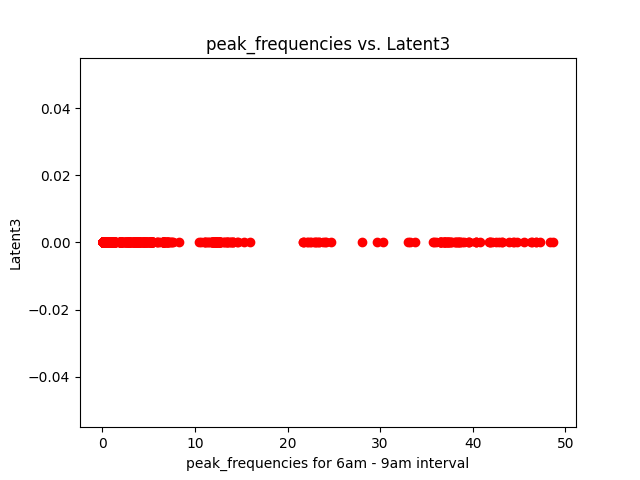 peak_frequencies vs. Latent3
0.04
0.02
0.00
−0.02
−0.04
Latent3
0 10 20 30 40 50
peak_frequencies for 6am - 9am interval